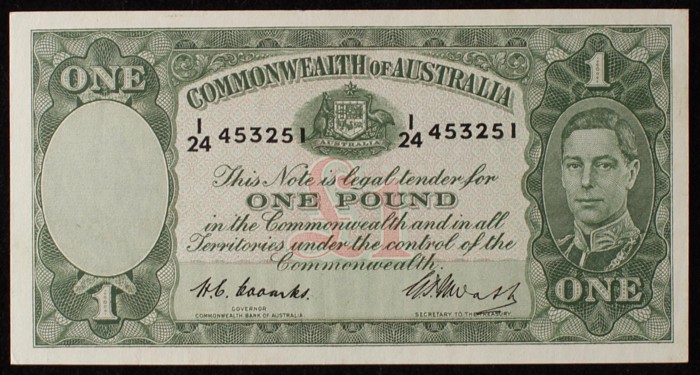 ONE
1
COMMONWEALTH OF AUSTRALIA
I/24 453251
I/24 453251
AUSTRALIA
This Note is legal tender for
ONE POUND
in the Commonwealth and in all
Territories under the control of the
Commonwealth.
£1
GOVERNOR
COMMONWEALTH BANK OF AUSTRALIA.
SECRETARY TO THE TREASURY.
1
ONE